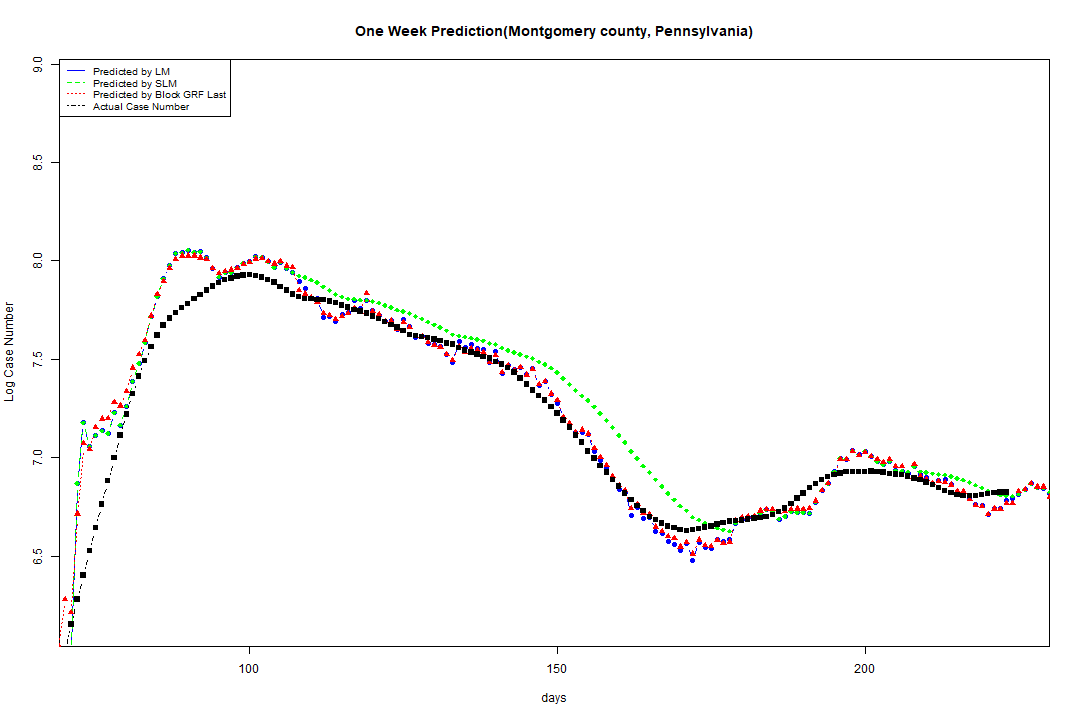 One Week Prediction(Montgomery county, Pennsylvania)
Predicted by LM
Predicted by SLM
Predicted by Block GRF Last
Actual Case Number
Log Case Number
9.0
8.5
8.0
7.5
7.0
6.5
100 150 200
days